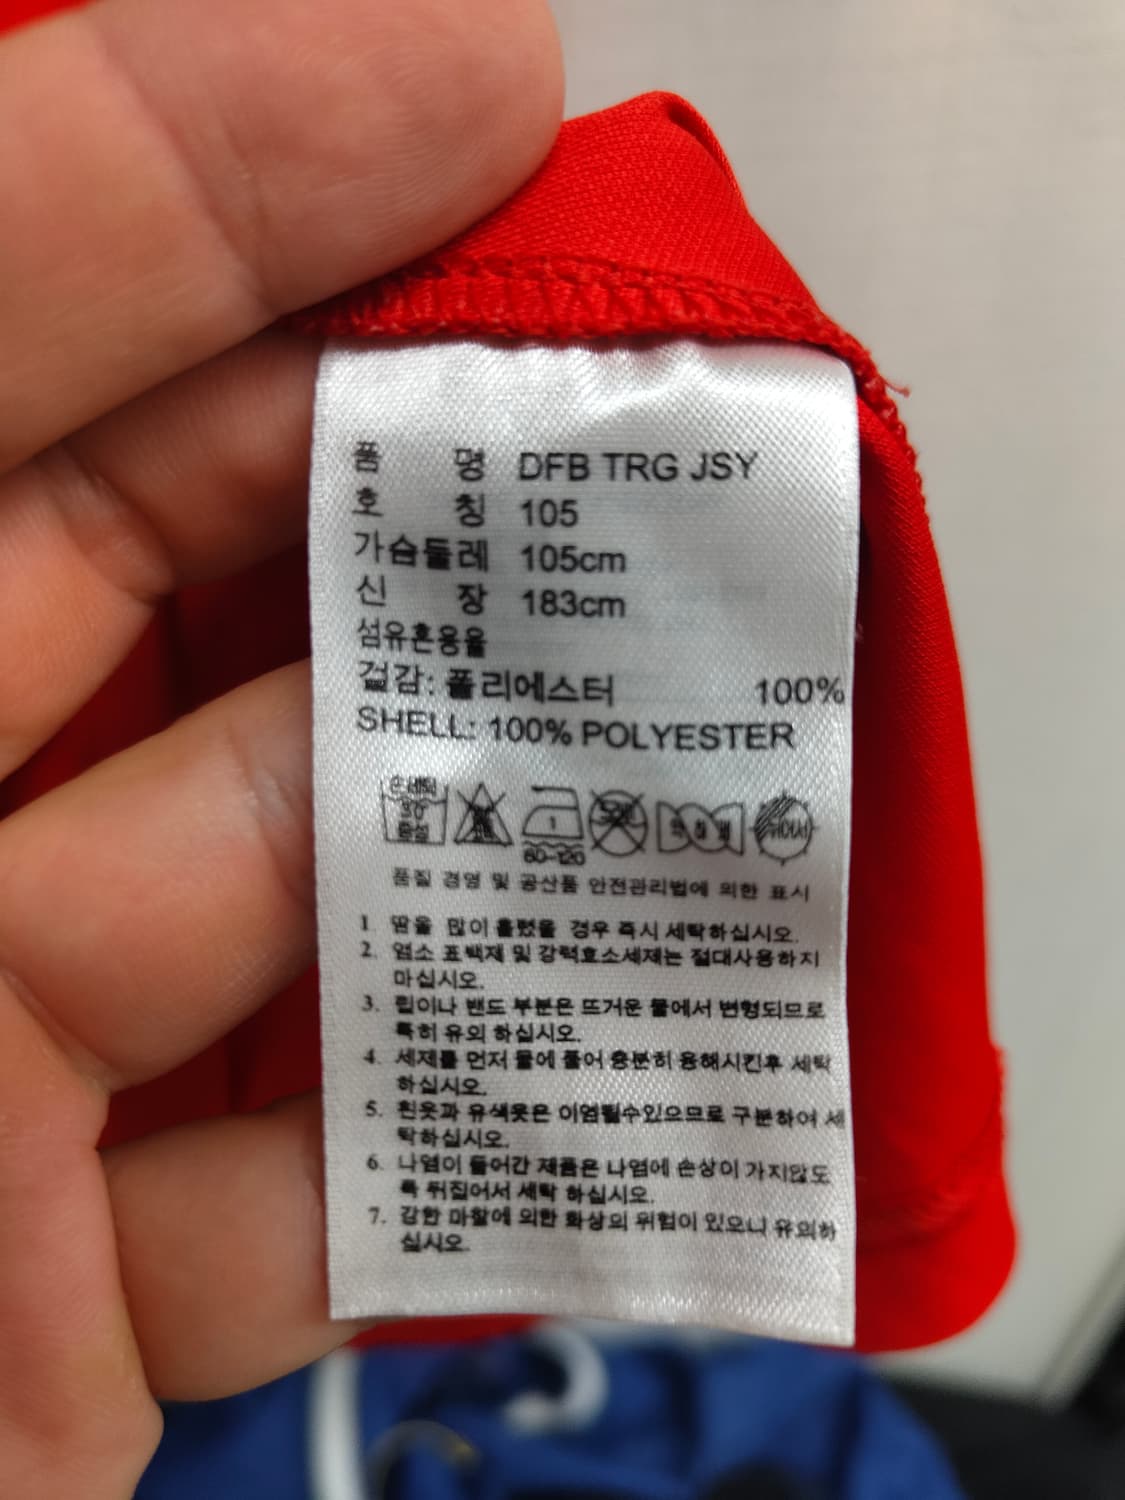 품 명 DFB TRG JSY
호 칭 105
가슴둘레 105cm
신 장 183cm
섬유혼용율
겉감: 폴리에스터 100%
SHELL: 100% POLYESTER
손세탁
중성
1
80~120
품질 경영 및 공산품 안전관리법에 의한 표시
1 땀을 많이 흘렸을 경우 즉시 세탁하십시오.
2. 염소 표백제 및 강력효소세제는 절대사용하지
마십시오.
3. 립이나 밴드 부분은 뜨거운 물에서 변형되므로
특히 유의 하십시오.
4. 세제를 먼저 물에 풀어 충분히 용해시킨후 세탁
하십시오.
5. 흰옷과 유색옷은 이염될수있으므로 구분하여 세
탁하십시오.
6. 나염이 들어간 제품은 나염에 손상이 가지않도
록 뒤집어서 세탁 하십시오.
7. 강한 마찰에 의한 화상의 위험이 있으니 유의하
십시오.